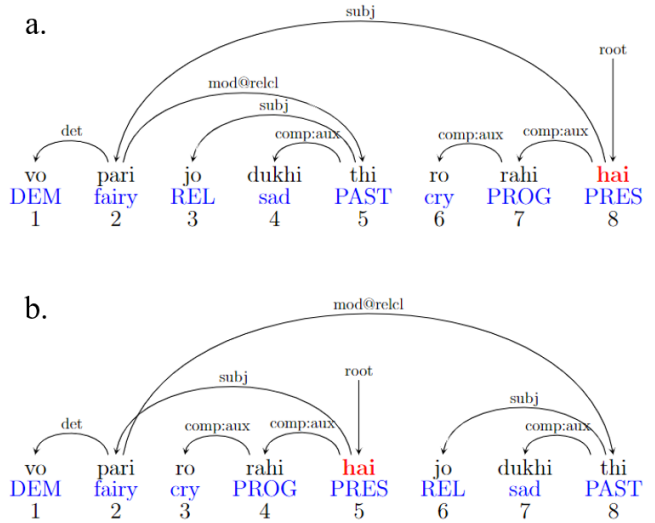 a.
subj
root
mod@relcl
subj
det
comp:aux
comp:aux
comp:aux
vo pari jo dukhi thi ro rahi hai
DEM fairy REL sad PAST cry PROG PRES
1 2 3 4 5 6 7 8
b.
mod@relcl
root
subj
subj
det
comp:aux
comp:aux
comp:aux
vo pari ro rahi hai jo dukhi thi
DEM fairy cry PROG PRES REL sad PAST
1 2 3 4 5 6 7 8